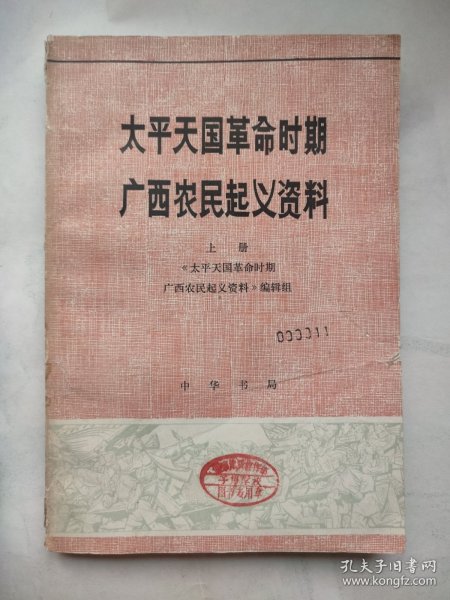 太平天国革命时期
广西农民起义资料
上册
《太平天国革命时期
广西农民起义资料》编辑组
000011
中华书局
孔夫子旧书网
www.kongfz.com